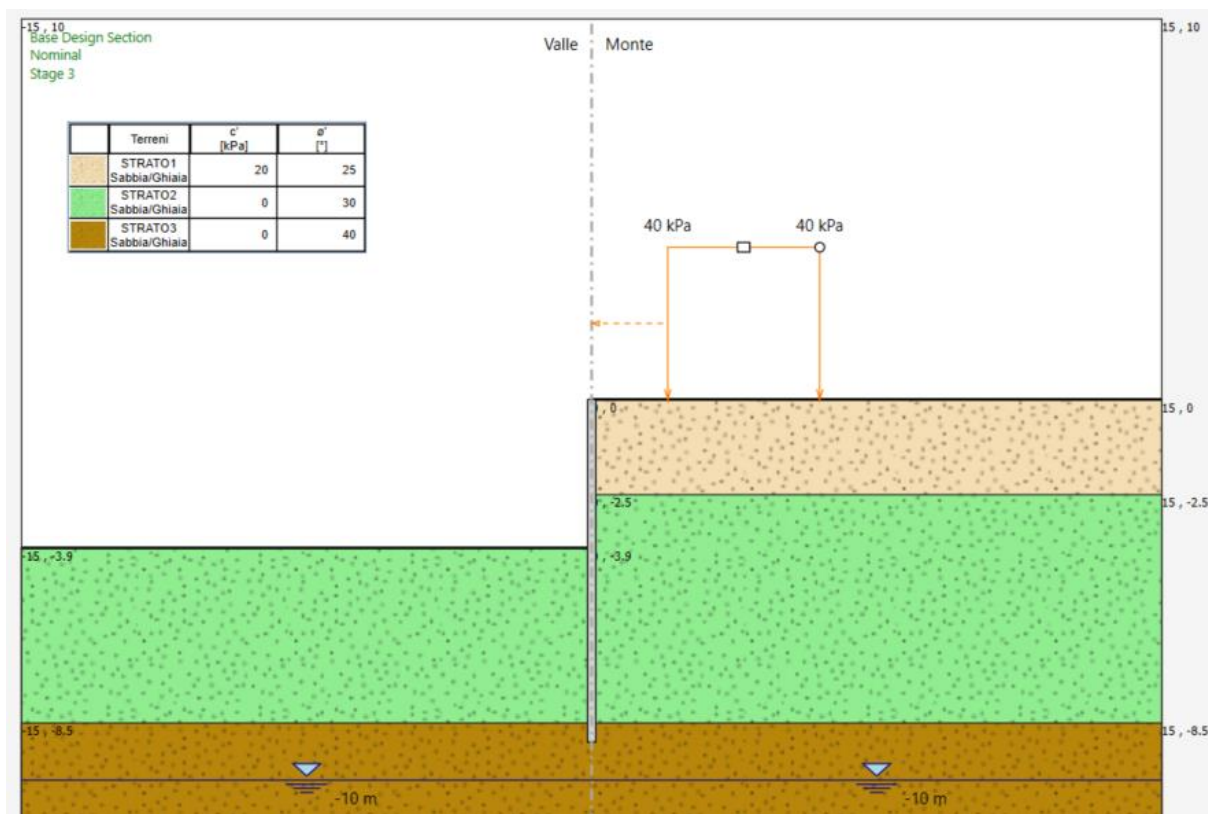 -15 , 10
15 , 10
Base Design Section
Nominal
Stage 3
Valle
Monte
Terreni
c'
[kPa]
ø'
[°]
STRATO1
Sabbia/Ghiaia
20
25
STRATO2
Sabbia/Ghiaia
0
30
STRATO3
Sabbia/Ghiaia
0
40
40 kPa
40 kPa
, 0
15 , 0
, -2.5
15 , -2.5
-15 , -3.9
, -3.9
-15 , -8.5
15 , -8.5
-10 m
-10 m